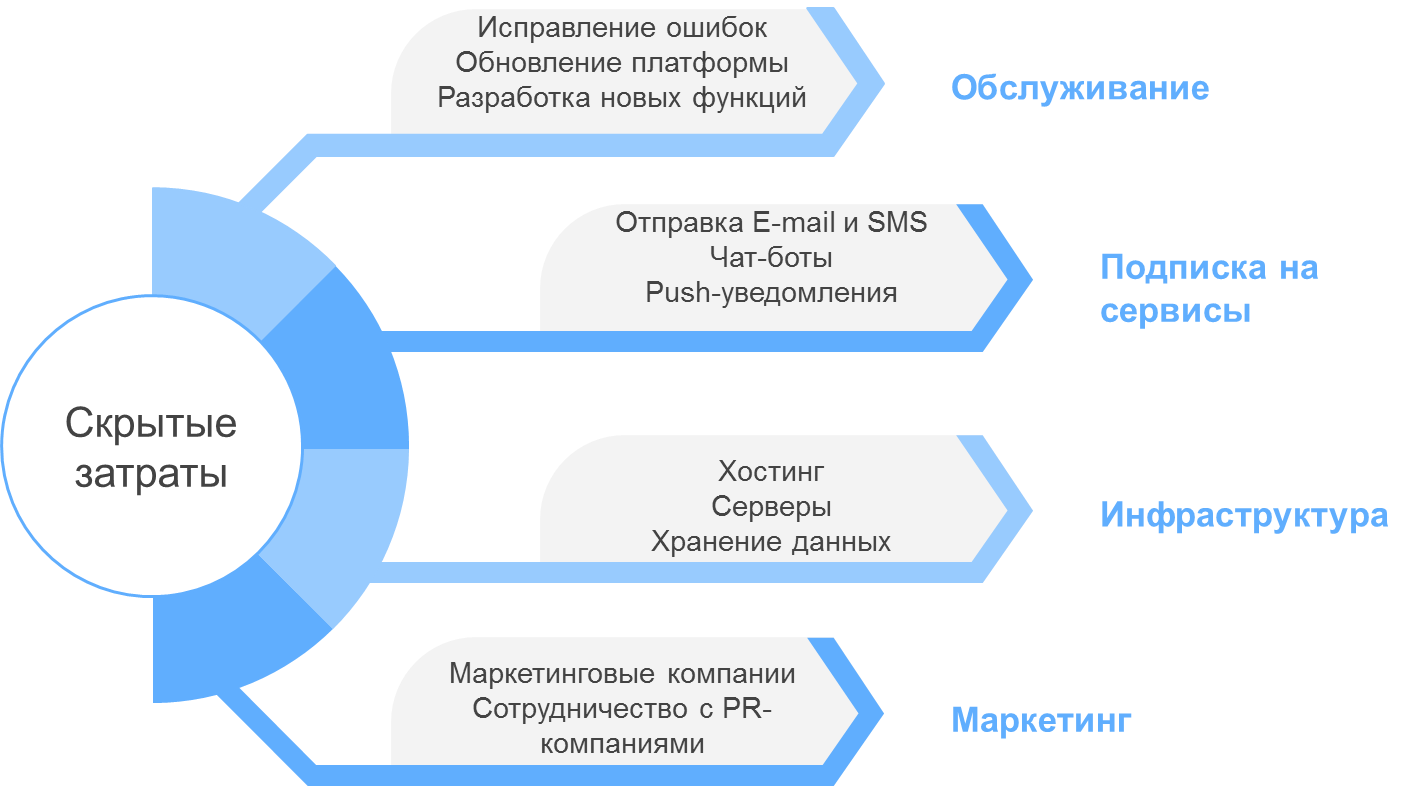 Исправление ошибок
Обновление платформы
Разработка новых функций
Обслуживание
Отправка E-mail и SMS
Чат-боты
Push-уведомления
Подписка на
сервисы
Скрытые
затраты
Хостинг
Серверы
Хранение данных
Инфраструктура
Маркетинговые компании
Сотрудничество с PR-
компаниями
Маркетинг